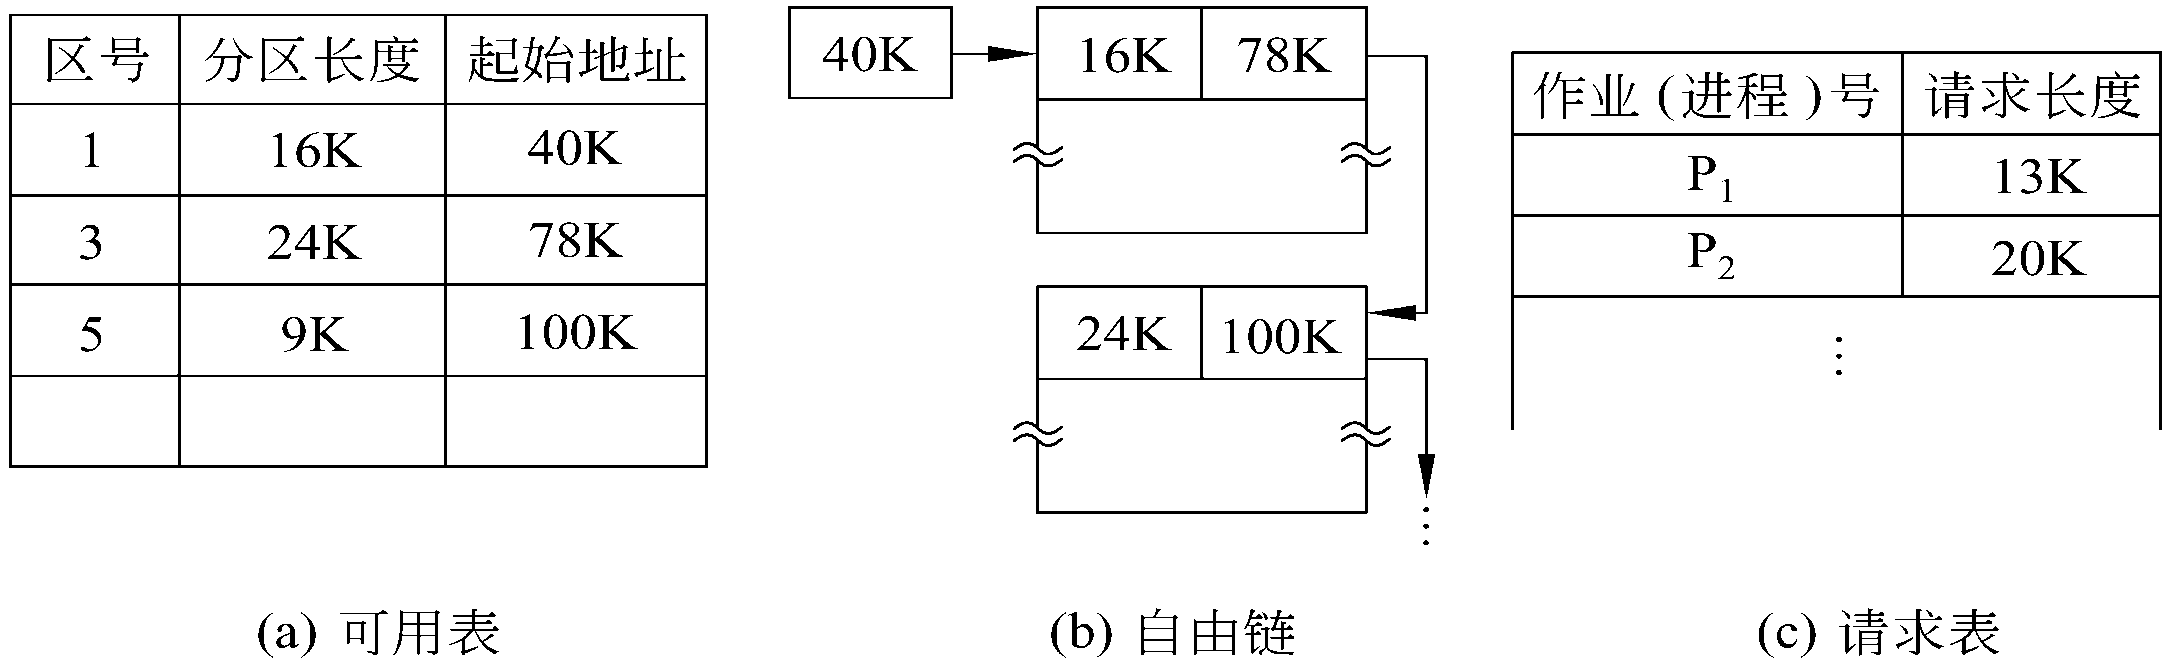 区号 分区长度 起始地址
1 16K 40K
3 24K 78K
5 9K 100K
(a) 可用表
40K 16K 78K
24K 100K
⋮
(b) 自由链
作业(进程)号 请求长度
P₁ 13K
P₂ 20K
⋮
(c) 请求表